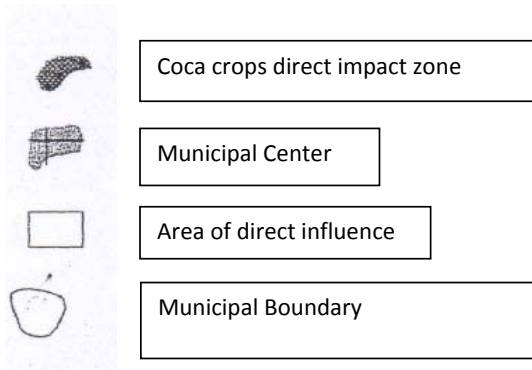 Coca crops direct impact zone
Municipal Center
Area of direct influence
Municipal Boundary